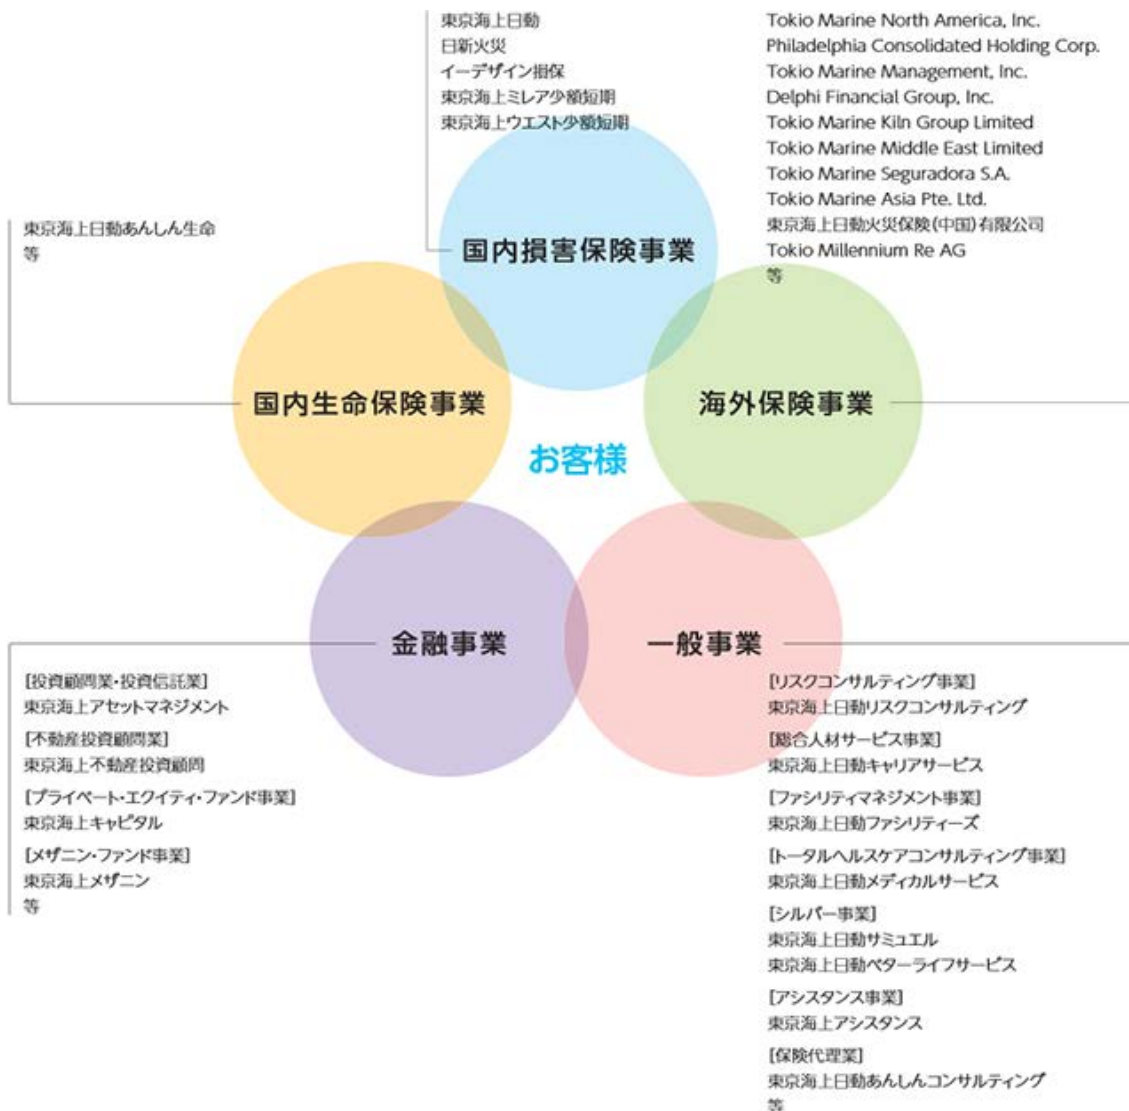 東京海上日動
日新火災
イーデザイン損保
東京海上ミレア少額短期
東京海上ウエスト少額短期
Tokio Marine North America, Inc.
Philadelphia Consolidated Holding Corp.
Tokio Marine Management, Inc.
Delphi Financial Group, Inc.
Tokio Marine Kiln Group Limited
Tokio Marine Middle East Limited
Tokio Marine Seguradora S.A.
Tokio Marine Asia Pte. Ltd.
東京海上日動火災保険(中国)有限公司
Tokio Millennium Re AG
等
東京海上日動あんしん生命
等
国内損害保険事業
国内生命保険事業
海外保険事業
お客様
金融事業
一般事業
[投資顧問業・投資信託業]
東京海上アセットマネジメント
[不動産投資顧問業]
東京海上不動産投資顧問
[プライベート・エクイティ・ファンド事業]
東京海上キャピタル
[メザニン・ファンド事業]
東京海上メザニン
等
[リスクコンサルティング事業]
東京海上日動リスクコンサルティング
[総合人材サービス事業]
東京海上日動キャリアサービス
[ファシリティマネジメント事業]
東京海上日動ファシリティーズ
[トータルヘルスケアコンサルティング事業]
東京海上日動メディカルサービス
[シルバー事業]
東京海上日動サミュエル
東京海上日動ベターライフサービス
[アシスタンス事業]
東京海上アシスタンス
[保険代理業]
東京海上日動あんしんコンサルティング
等